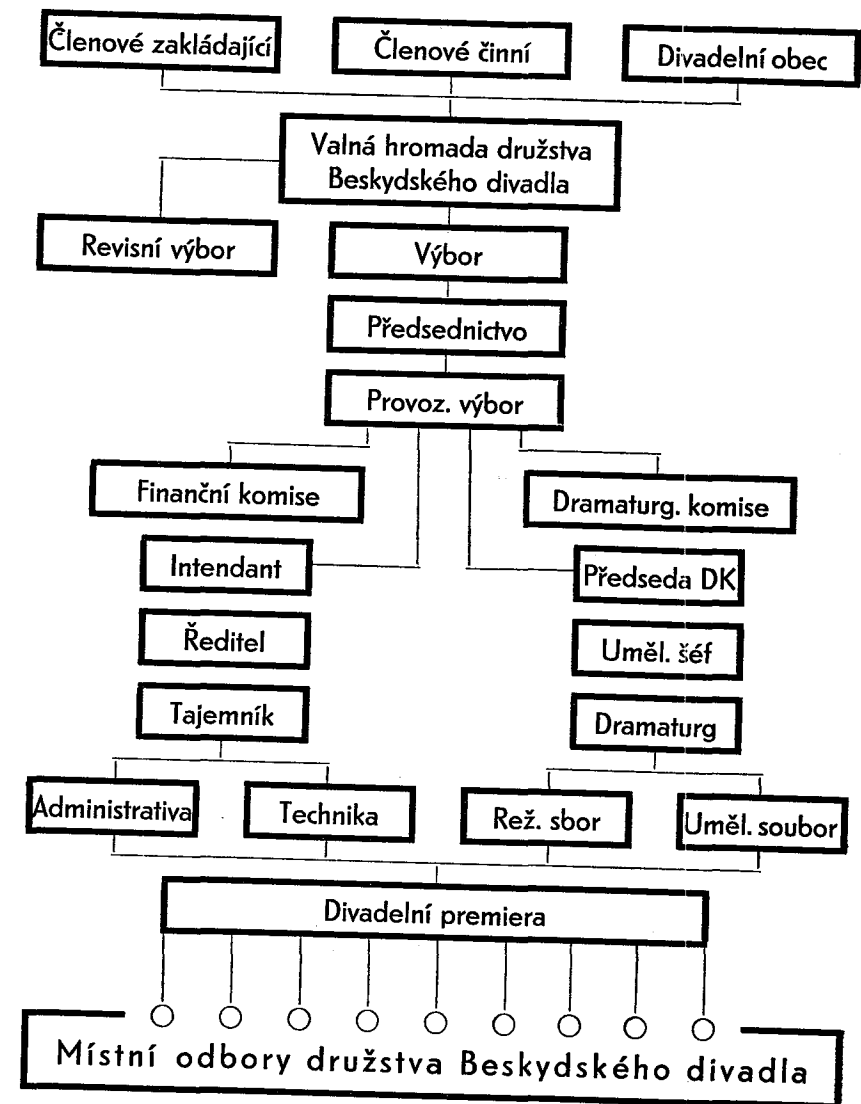 Členové zakládající
Členové činní
Divadelní obec
Valná hromada družstva
Beskydského divadla
Revisní výbor
Výbor
Předsednictvo
Provoz. výbor
Finanční komise
Dramaturg. komise
Intendant
Předseda DK
Ředitel
Uměl. šéf
Tajemník
Dramaturg
Administrativa
Technika
Rež. sbor
Uměl. soubor
Divadelní premiera
Místní odbory družstva Beskydského divadla